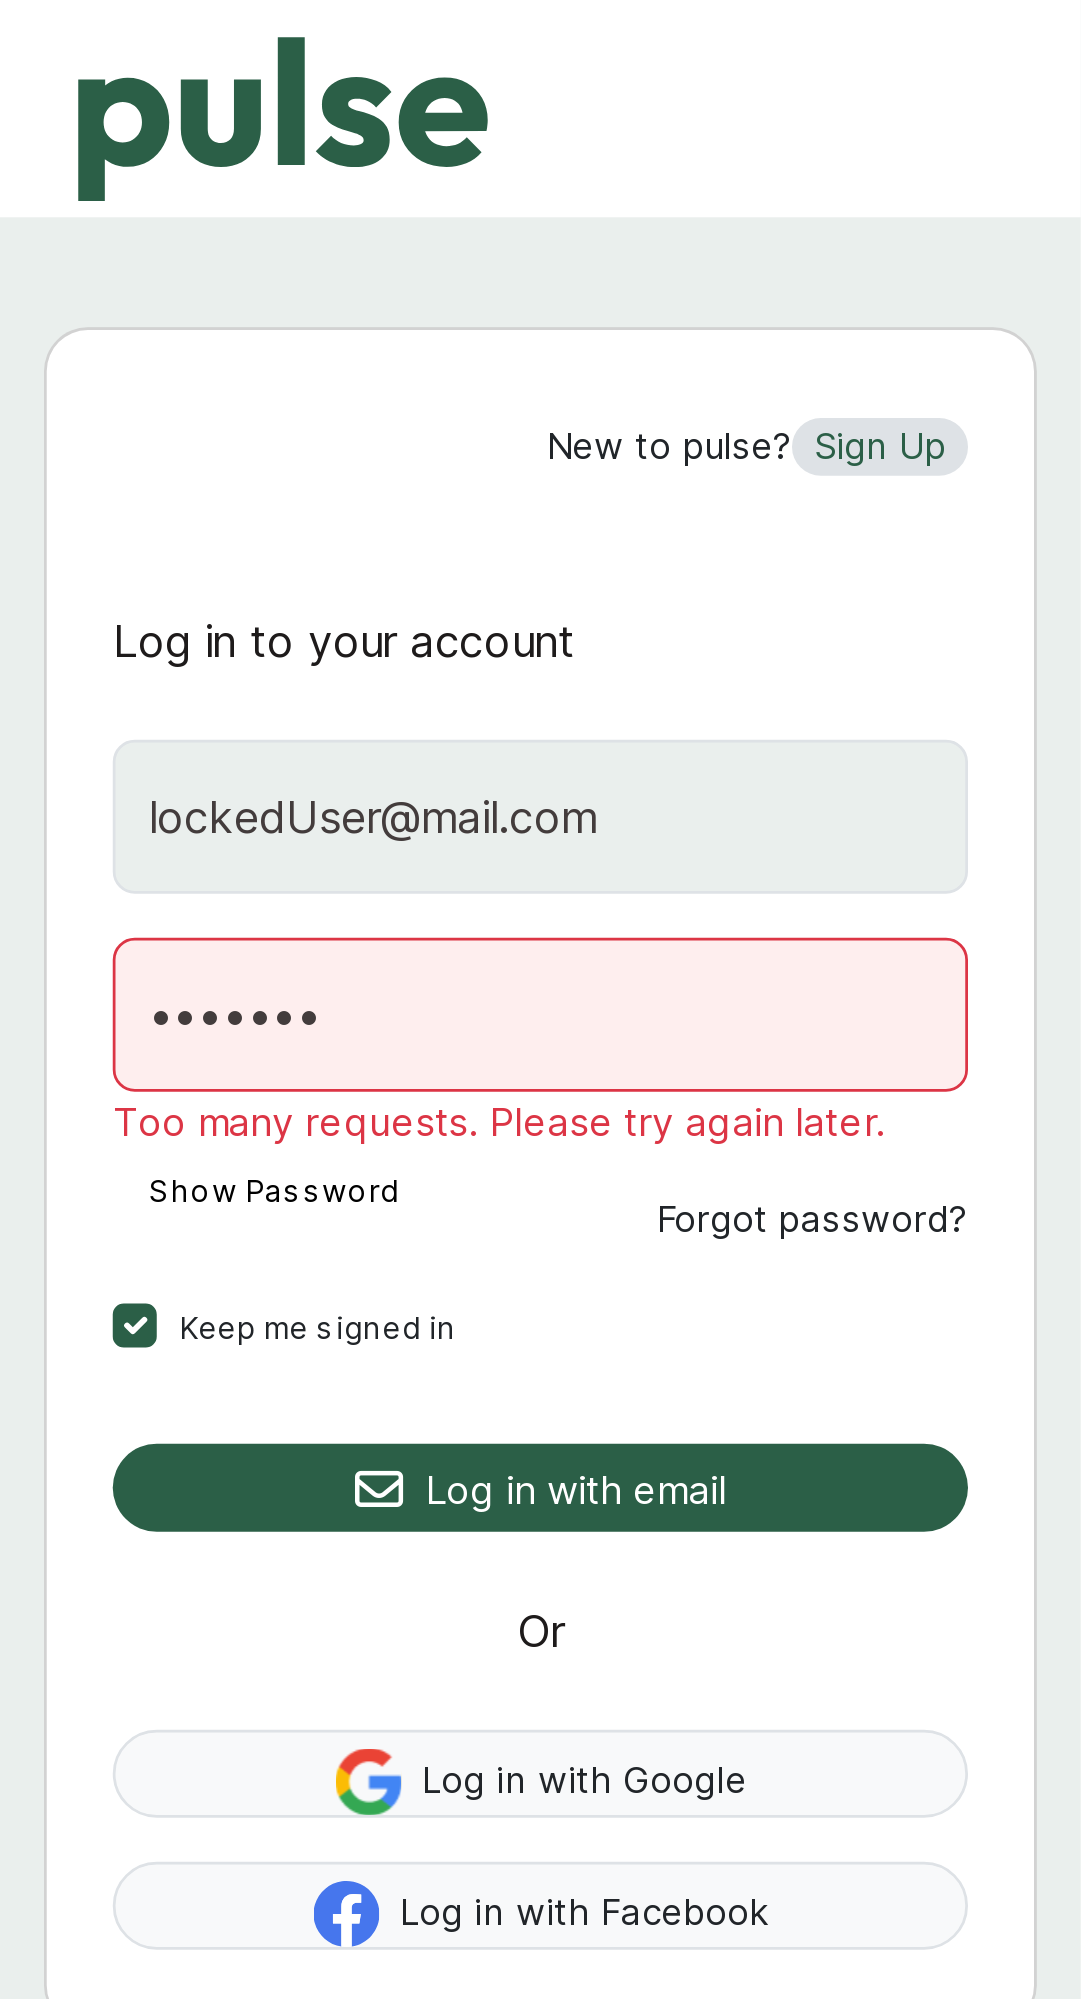 pulse
New to pulse? Sign Up
Log in to your account
lockedUser@mail.com
•••••••
Too many requests. Please try again later.
Show Password
Forgot password?
Keep me signed in
Log in with email
Or
Log in with Google
Log in with Facebook